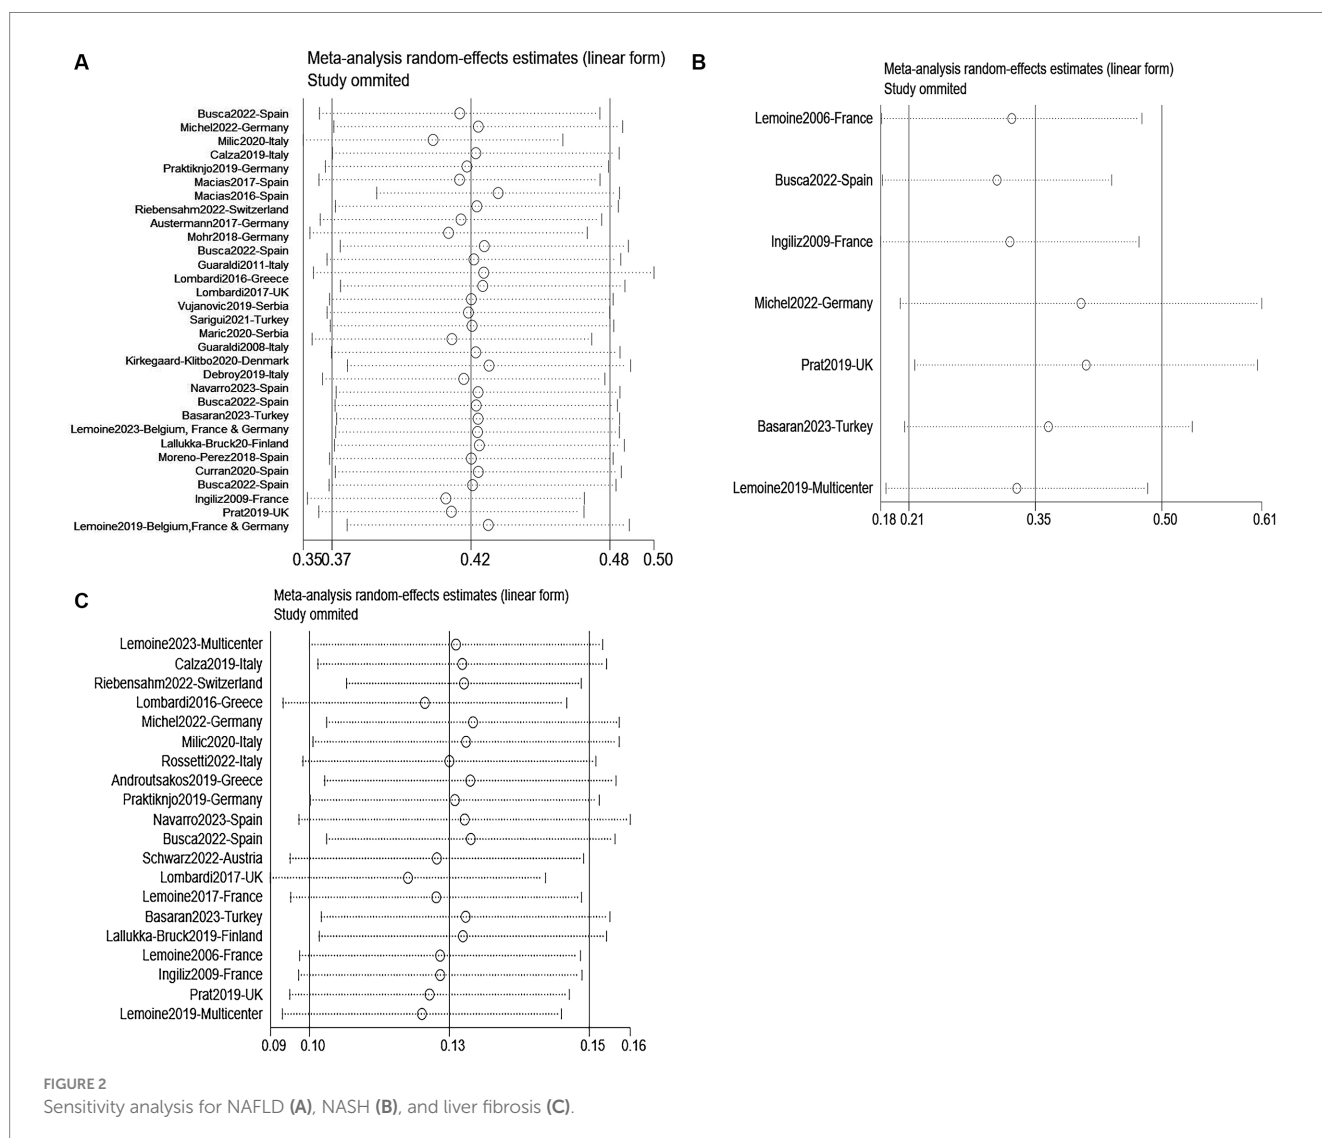 A
Meta-analysis random-effects estimates (linear form)
Study ommited
Busca2022-Spain
Michel2022-Germany
Milic2020-Italy
Calza2019-Italy
Praktiknjo2019-Germany
Macias2017-Spain
Macias2016-Spain
Riebensahm2022-Switzerland
Austermann2017-Germany
Mohr2018-Germany
Busca2022-Spain
Guaraldi2011-Italy
Lombardi2016-Greece
Lombardi2017-UK
Vujanovic2019-Serbia
Sarigui2021-Turkey
Maric2020-Serbia
Guaraldi2008-Italy
Kirkegaard-Klitbo2020-Denmark
Debroy2019-Italy
Navarro2023-Spain
Busca2022-Spain
Basaran2023-Turkey
Lemoine2023-Belgium, France & Germany
Lallukka-Bruck20-Finland
Moreno-Perez2018-Spain
Curran2020-Spain
Busca2022-Spain
Ingiliz2009-France
Prat2019-UK
Lemoine2019-Belgium,France & Germany
0.35 0.37 0.42 0.48 0.50
B
Meta-analysis random-effects estimates (linear form)
Study ommited
Lemoine2006-France
Busca2022-Spain
Ingiliz2009-France
Michel2022-Germany
Prat2019-UK
Basaran2023-Turkey
Lemoine2019-Multicenter
0.18 0.21 0.35 0.50 0.61
C
Meta-analysis random-effects estimates (linear form)
Study ommited
Lemoine2023-Multicenter
Calza2019-Italy
Riebensahm2022-Switzerland
Lombardi2016-Greece
Michel2022-Germany
Milic2020-Italy
Rossetti2022-Italy
Androutsakos2019-Greece
Praktiknjo2019-Germany
Navarro2023-Spain
Busca2022-Spain
Schwarz2022-Austria
Lombardi2017-UK
Lemoine2017-France
Basaran2023-Turkey
Lallukka-Bruck2019-Finland
Lemoine2006-France
Ingiliz2009-France
Prat2019-UK
Lemoine2019-Multicenter
0.09 0.10 0.13 0.15 0.16
FIGURE 2
Sensitivity analysis for NAFLD (A), NASH (B), and liver fibrosis (C).